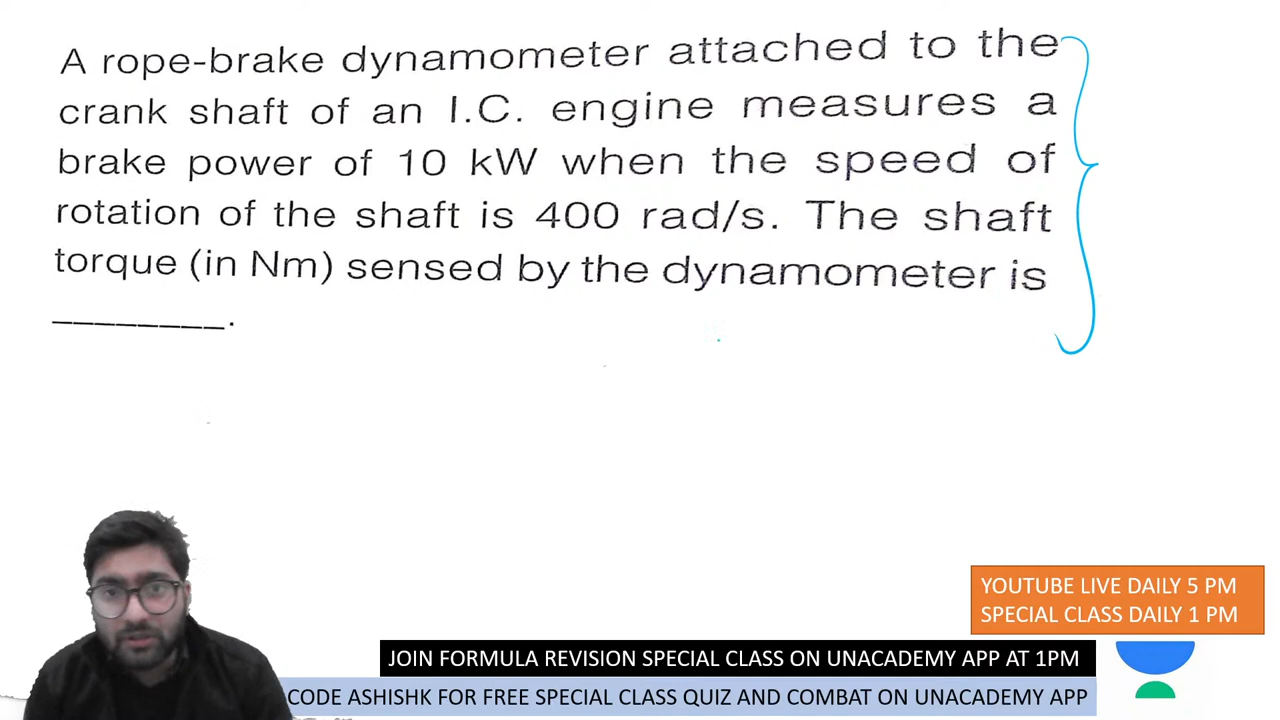 A rope-brake dynamometer attached to the
crank shaft of an I.C. engine measures a
brake power of 10 kW when the speed of
rotation of the shaft is 400 rad/s. The shaft
torque (in Nm) sensed by the dynamometer is
________.
YOUTUBE LIVE DAILY 5 PM
SPECIAL CLASS DAILY 1 PM
JOIN FORMULA REVISION SPECIAL CLASS ON UNACADEMY APP AT 1PM
CODE ASHISHK FOR FREE SPECIAL CLASS QUIZ AND COMBAT ON UNACADEMY APP